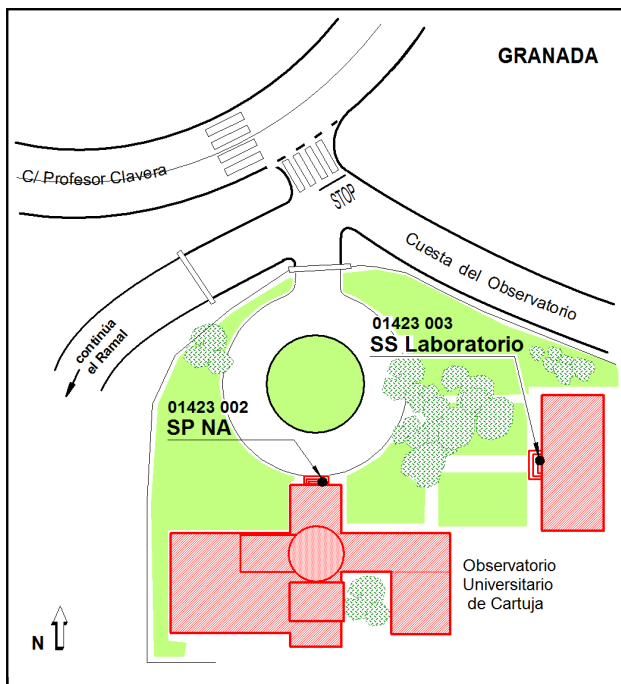 GRANADA
C/ Profesor Clavera
STOP
Cuesta del Observatorio
continúa
el Ramal
01423 003
SS Laboratorio
01423 002
SP NA
Observatorio
Universitario
de Cartuja
N